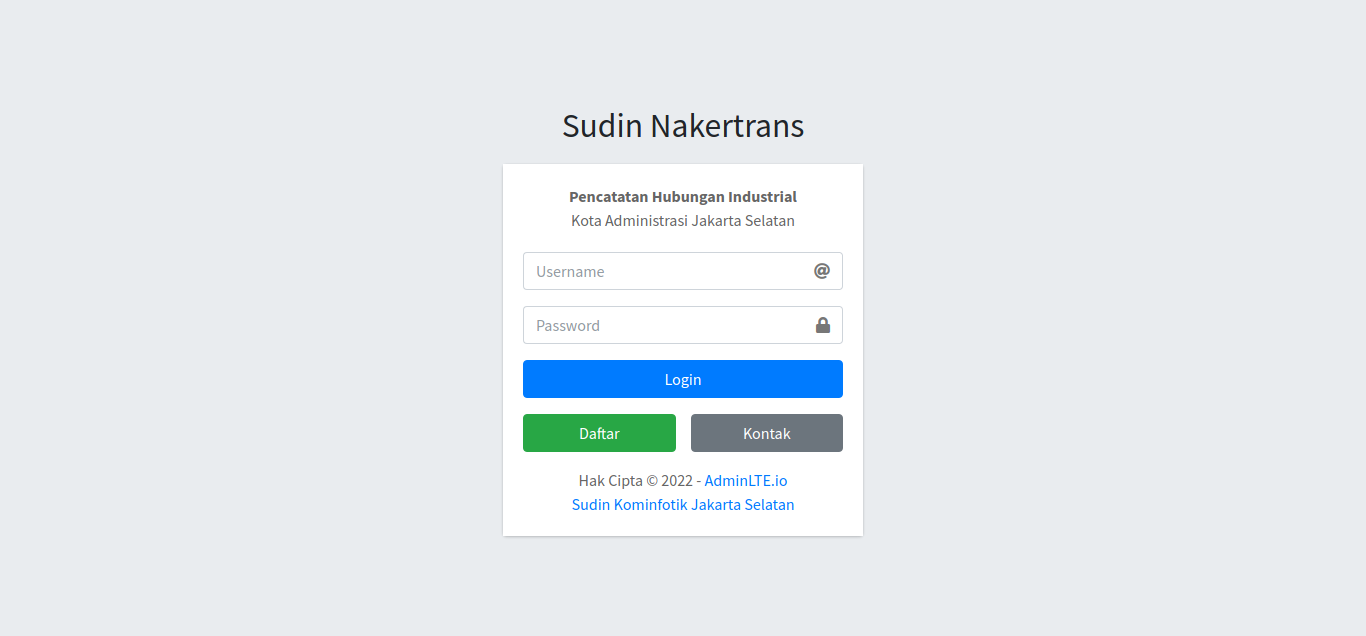 Sudin Nakertrans
Pencatatan Hubungan Industrial
Kota Administrasi Jakarta Selatan
Username
Password
Login
Daftar Kontak
Hak Cipta © 2022 - AdminLTE.io
Sudin Kominfotik Jakarta Selatan